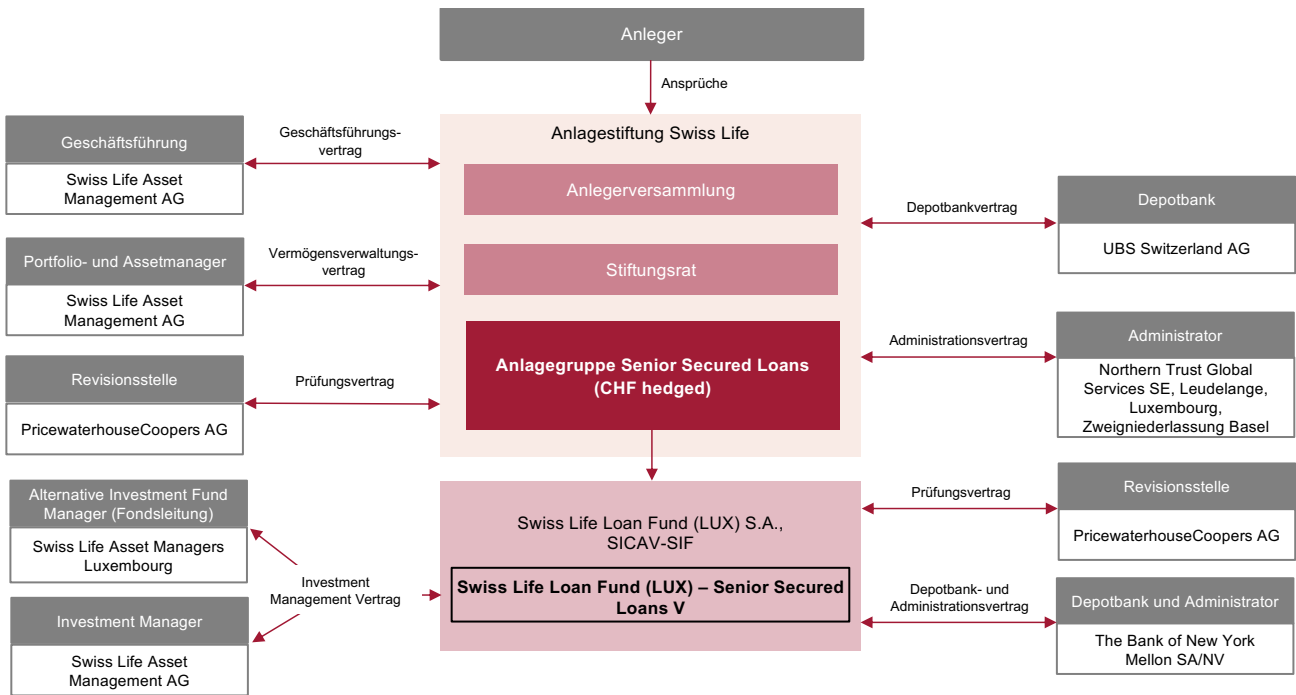 Anleger
Ansprüche
Anlagestiftung Swiss Life
Anlegerversammlung
Stiftungsrat
Anlagegruppe Senior Secured Loans
(CHF hedged)
Geschäftsführung
Swiss Life Asset
Management AG
Geschäftsführungs-
vertrag
Portfolio- und Assetmanager
Swiss Life Asset
Management AG
Vermögensverwaltungs-
vertrag
Revisionsstelle
PricewaterhouseCoopers AG
Prüfungsvertrag
Depotbankvertrag
Depotbank
UBS Switzerland AG
Administrationsvertrag
Administrator
Northern Trust Global
Services SE, Leudelange,
Luxembourg,
Zweigniederlassung Basel
Alternative Investment Fund
Manager (Fondsleitung)
Swiss Life Asset Managers
Luxembourg
Investment
Management Vertrag
Investment Manager
Swiss Life Asset
Management AG
Swiss Life Loan Fund (LUX) S.A.,
SICAV-SIF
Swiss Life Loan Fund (LUX) – Senior Secured
Loans V
Prüfungsvertrag
Revisionsstelle
PricewaterhouseCoopers AG
Depotbank- und
Administrationsvertrag
Depotbank und Administrator
The Bank of New York
Mellon SA/NV